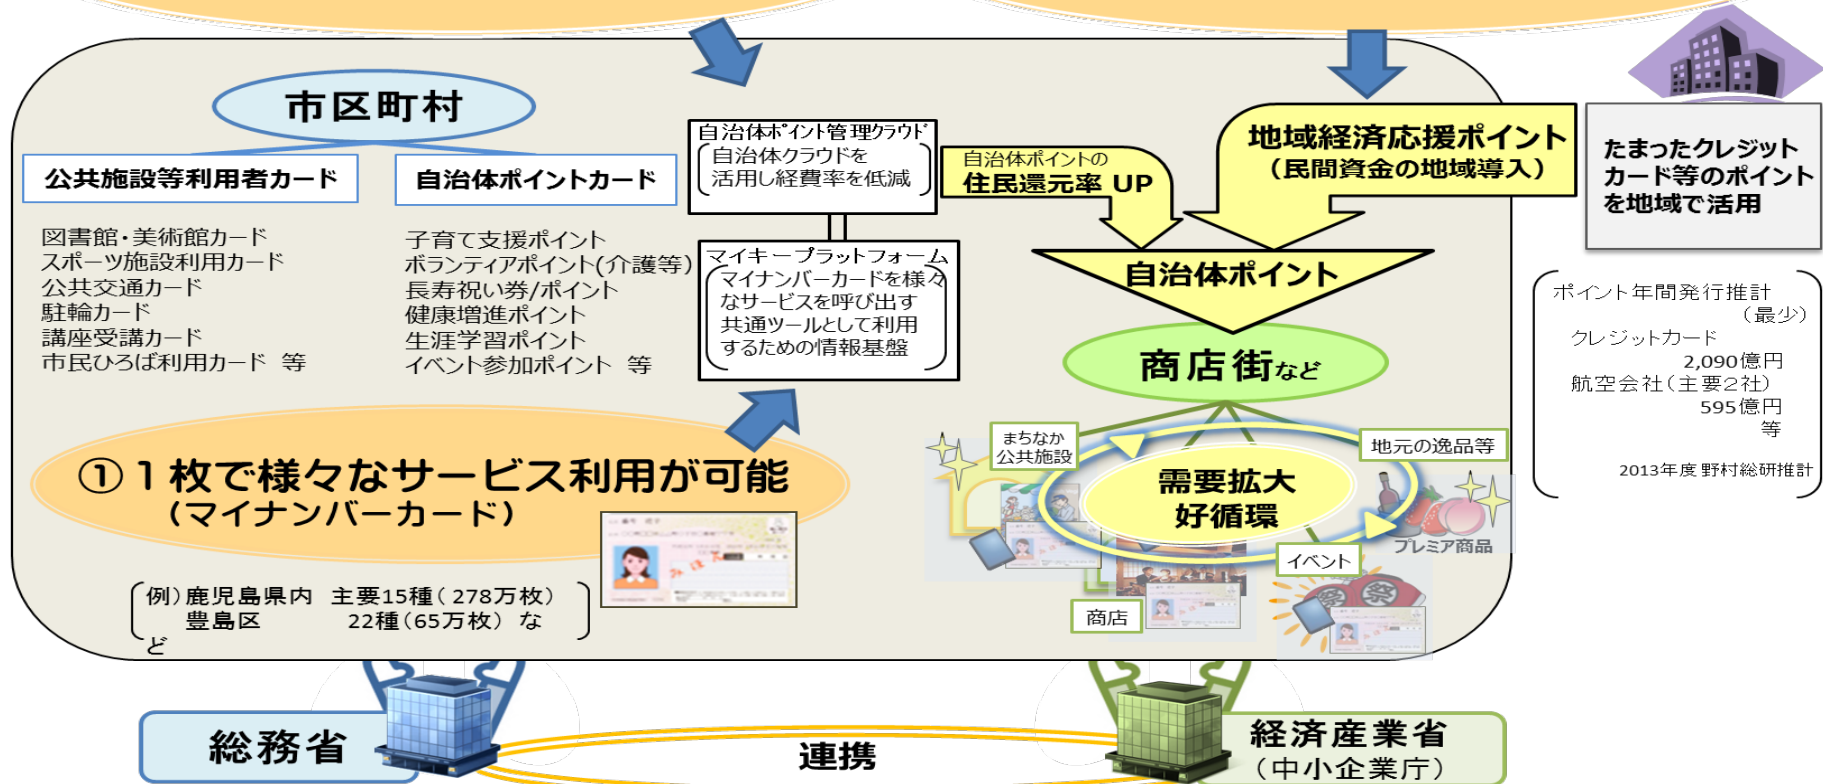 市区町村
公共施設等利用者カード
図書館・美術館カード
スポーツ施設利用カード
公共交通カード
駐輪カード
講座受講カード
市民ひろば利用カード 等
自治体ポイントカード
子育て支援ポイント
ボランティアポイント(介護等)
長寿祝い券/ポイント
健康増進ポイント
生涯学習ポイント
イベント参加ポイント 等
自治体ポイント管理クラウド
自治体クラウドを
活用し経費率を低減
マイキープラットフォーム
マイナンバーカードを様々
なサービスを呼び出す
共通ツールとして利用
するための情報基盤
自治体ポイントの
住民還元率 UP
地域経済応援ポイント
（民間資金の地域導入）
自治体ポイント
商店街など
まちなか
公共施設
地元の逸品等
需要拡大
好循環
プレミア商品
イベント
商店
祭
祭
たまったクレジット
カード等のポイント
を地域で活用
ポイント年間発行推計
（最少）
クレジットカード
2,090億円
航空会社（主要２社）
595億円
等
2013年度 野村総研推計
①１枚で様々なサービス利用が可能
（マイナンバーカード）
例）鹿児島県内 主要15種（278万枚）
豊島区 22種（65万枚）な
ど
総務省
連携
経済産業省
（中小企業庁）